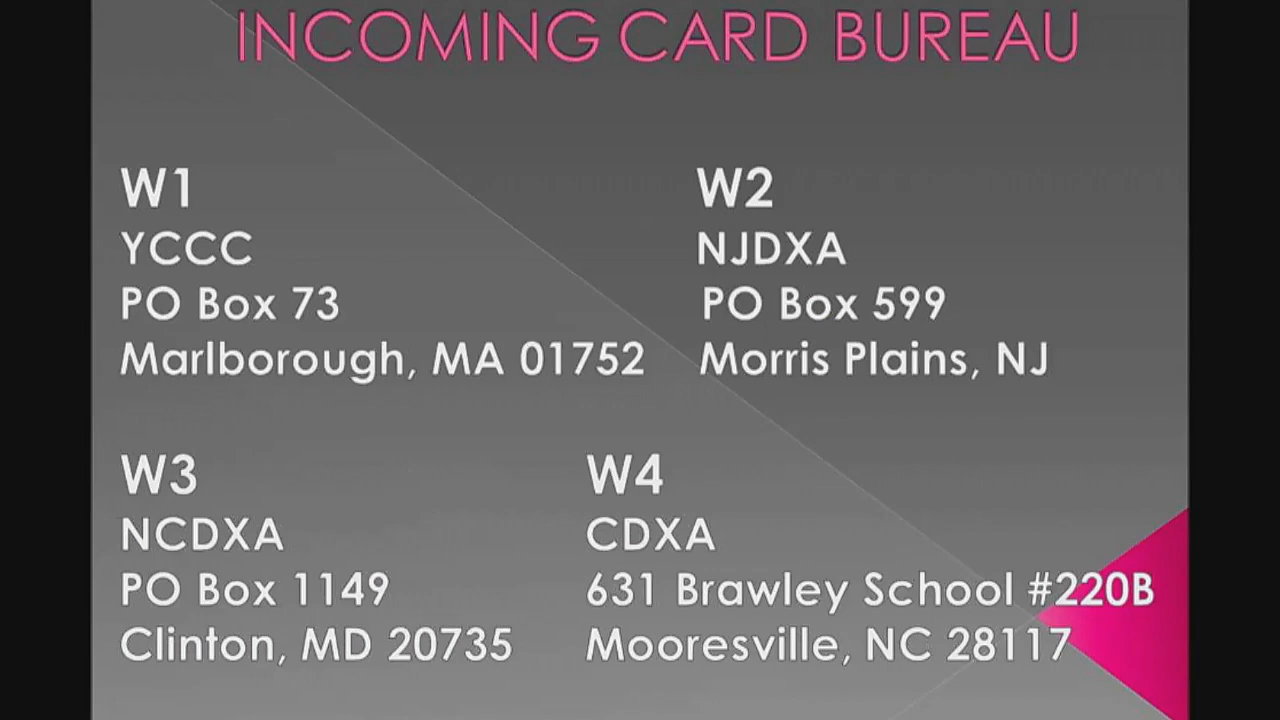 INCOMING CARD BUREAU
W1
YCCC
PO Box 73
Marlborough, MA 01752
W2
NJDXA
PO Box 599
Morris Plains, NJ
W3
NCDXA
PO Box 1149
Clinton, MD 20735
W4
CDXA
631 Brawley School #220B
Mooresville, NC 28117